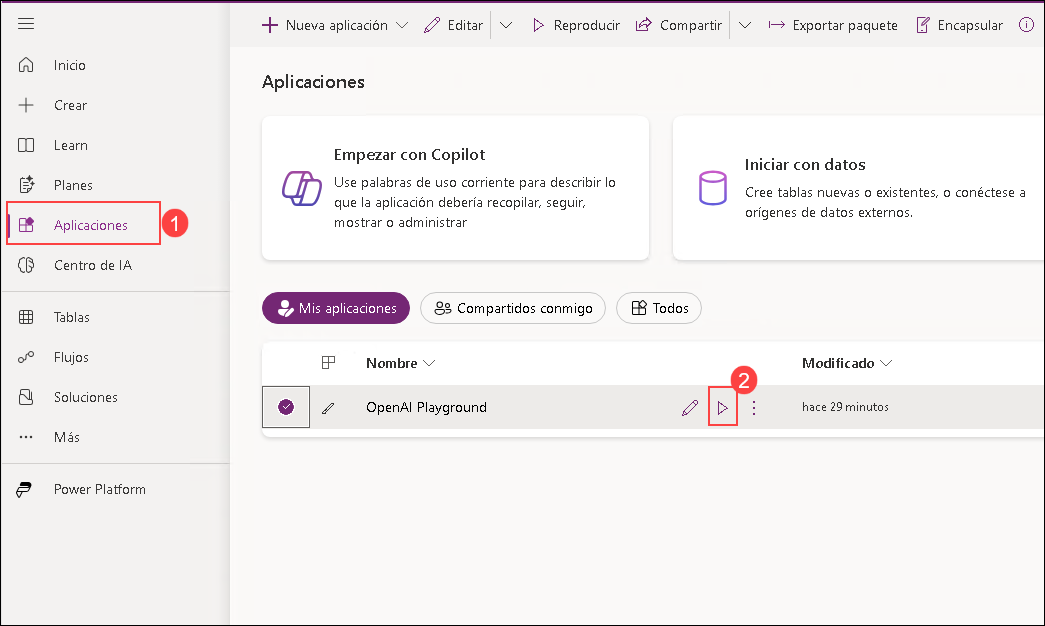 Nueva aplicación
Editar
Reproducir
Compartir
Exportar paquete
Encapsular
Inicio
Crear
Learn
Planes
Aplicaciones
1
Centro de IA
Tablas
Flujos
Soluciones
Más
Power Platform
Aplicaciones
Empezar con Copilot
Use palabras de uso corriente para describir lo
que la aplicación debería recopilar, seguir,
mostrar o administrar
Iniciar con datos
Cree tablas nuevas o existentes, o conéctese a
orígenes de datos externos.
Mis aplicaciones
Compartidos conmigo
Todos
Nombre
Modificado
2
OpenAI Playground
hace 29 minutos